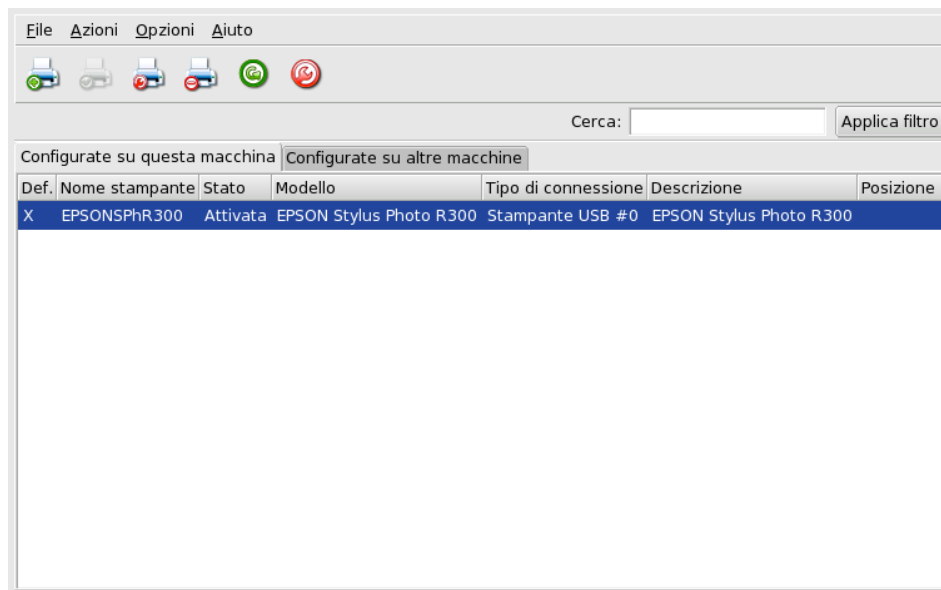 File Azioni Opzioni Aiuto
Cerca: Applica filtro
Configurate su questa macchina Configurate su altre macchine
Def. Nome stampante Stato Modello Tipo di connessione Descrizione Posizione
X EPSONSPhR300 Attivata EPSON Stylus Photo R300 Stampante USB #0 EPSON Stylus Photo R300